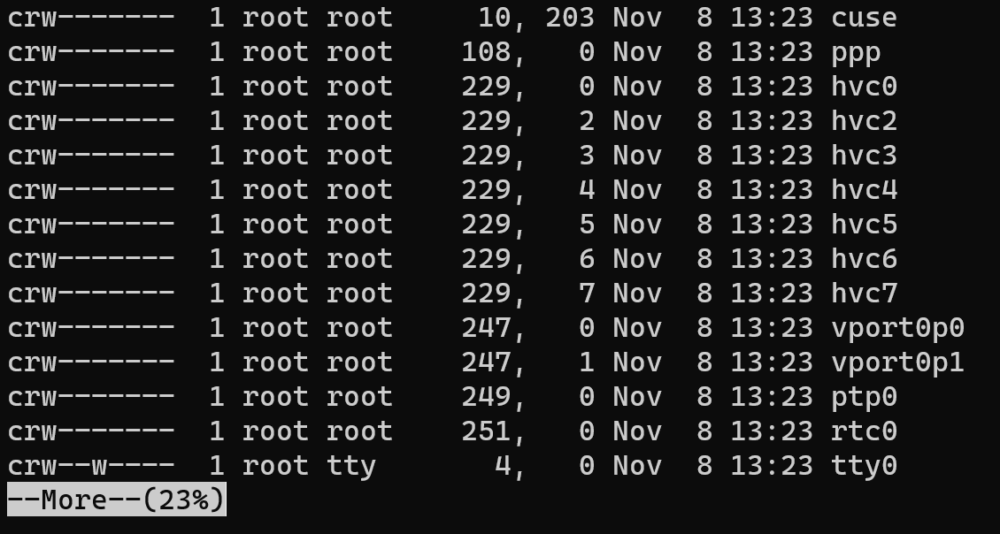 crw-------  1 root root     10, 203 Nov  8 13:23 cuse
crw-------  1 root root    108,   0 Nov  8 13:23 ppp
crw-------  1 root root    229,   0 Nov  8 13:23 hvc0
crw-------  1 root root    229,   2 Nov  8 13:23 hvc2
crw-------  1 root root    229,   3 Nov  8 13:23 hvc3
crw-------  1 root root    229,   4 Nov  8 13:23 hvc4
crw-------  1 root root    229,   5 Nov  8 13:23 hvc5
crw-------  1 root root    229,   6 Nov  8 13:23 hvc6
crw-------  1 root root    229,   7 Nov  8 13:23 hvc7
crw-------  1 root root    247,   0 Nov  8 13:23 vport0p0
crw-------  1 root root    247,   1 Nov  8 13:23 vport0p1
crw-------  1 root root    249,   0 Nov  8 13:23 ptp0
crw-------  1 root root    251,   0 Nov  8 13:23 rtc0
crw--w----  1 root tty       4,   0 Nov  8 13:23 tty0
--More--(23%)